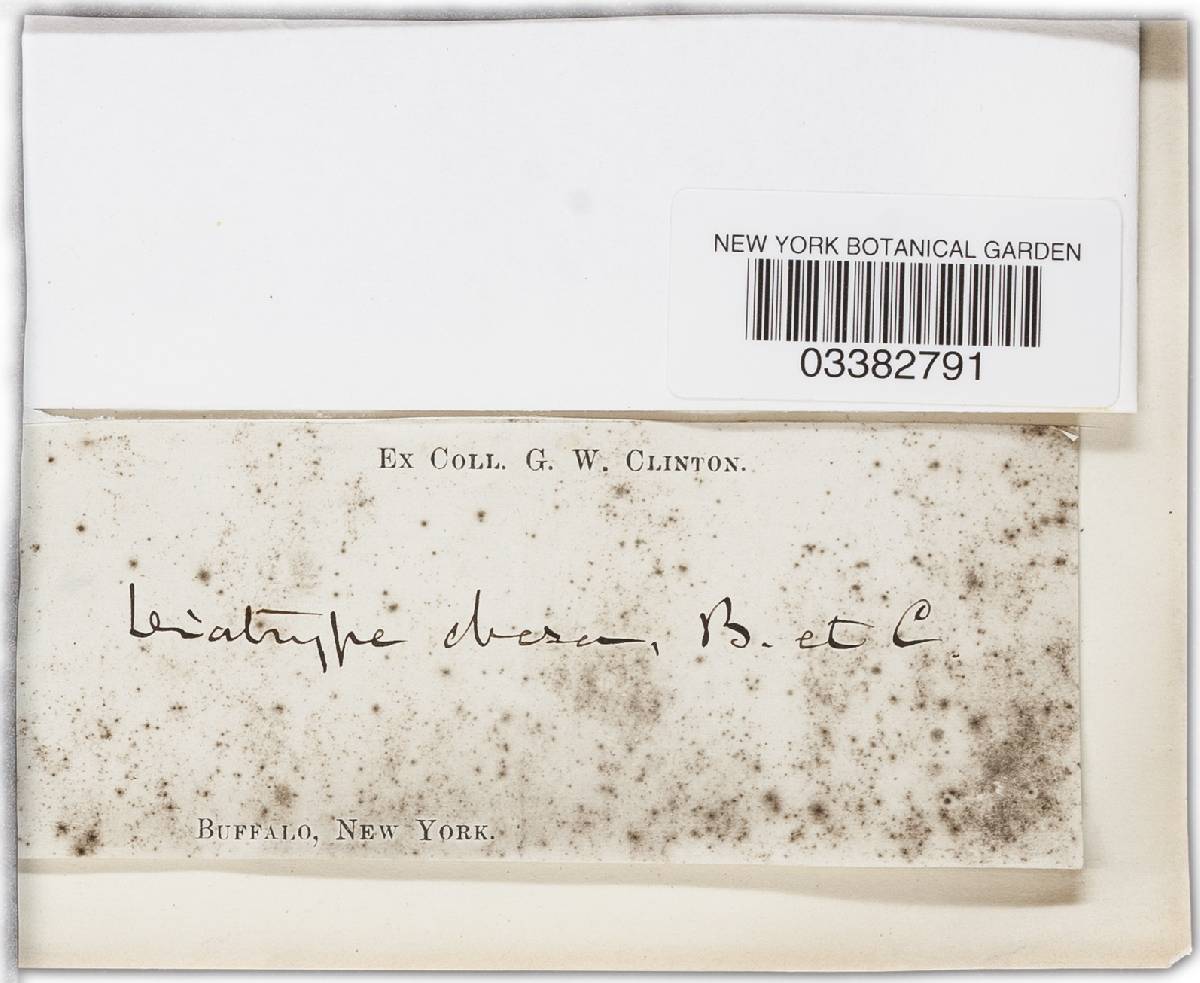 NEW YORK BOTANICAL GARDEN
03382791
EX COLL. G. W. CLINTON.
Diatrype obesa, B. et C.
BUFFALO, NEW YORK.